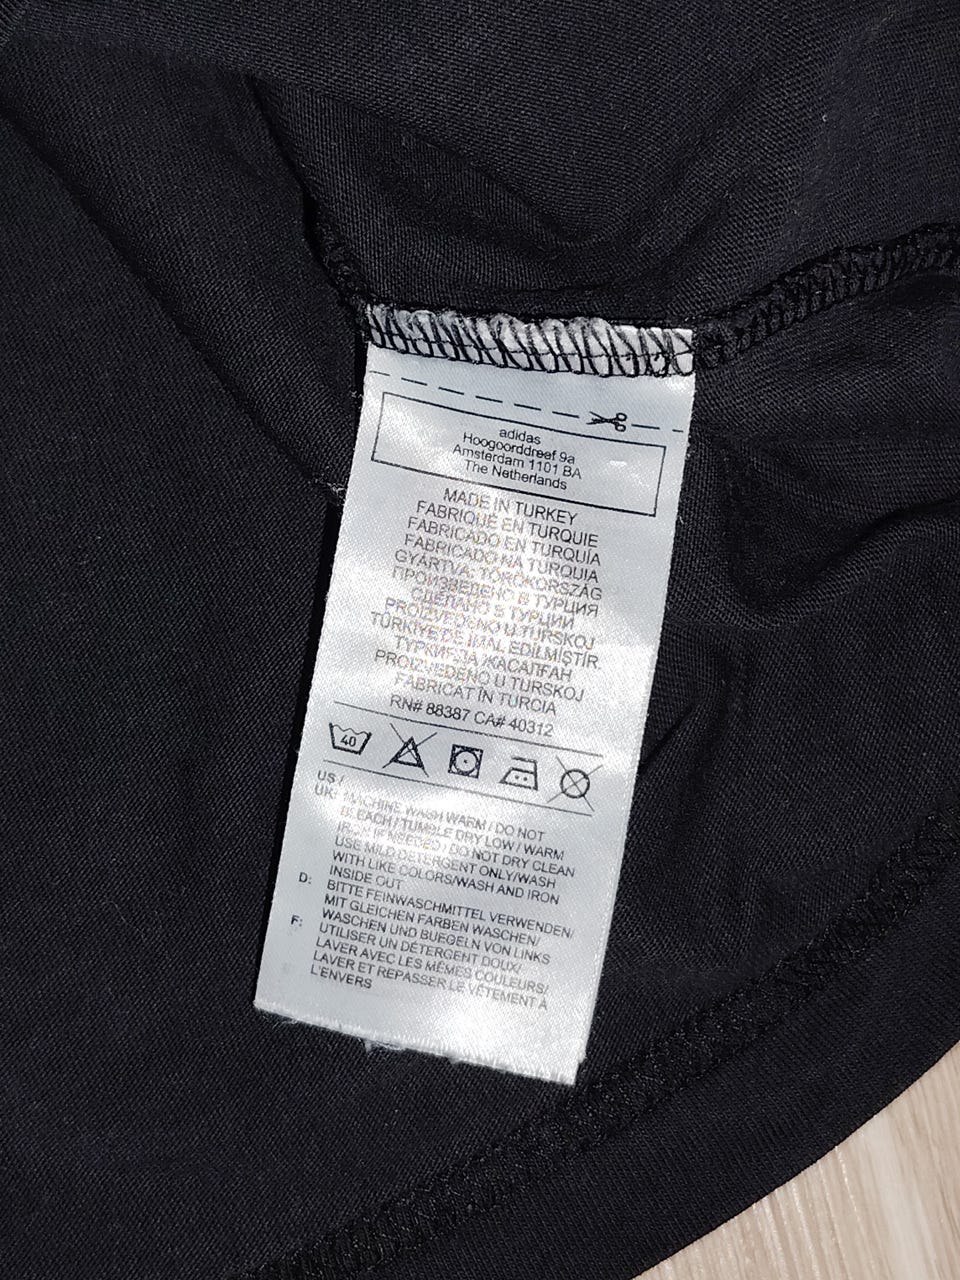 adidas
Hoogoorddreef 9a
Amsterdam 1101 BA
The Netherlands
MADE IN TURKEY
FABRIQUÉ EN TURQUIE
FABRICADO EN TURQUÍA
FABRICADO NA TURQUIA
GYÁRTVA: TÖRÖKORSZÁG
ПРОИЗВЕДЕНО В ТУРЦИЯ
СДЕЛАНО В ТУРЦИИ
PROIZVEDENO U TURSKOJ
TÜRKİYE'DE İMAL EDİLMİŞTİR
ТҮРКИЯДА ЖАСАЛҒАН
PROIZVEDENO U TURSKOJ
FABRICAT ÎN TURCIA
RN# 88387 CA# 40312
40
US /
UK: MACHINE WASH WARM / DO NOT
BLEACH / TUMBLE DRY LOW / WARM
IRON IF NEEDED / DO NOT DRY CLEAN
USE MILD DETERGENT ONLY/WASH
WITH LIKE COLORS/WASH AND IRON
INSIDE OUT
D: BITTE FEINWASCHMITTEL VERWENDEN/
MIT GLEICHEN FARBEN WASCHEN/
WASCHEN UND BUEGELN VON LINKS
F: UTILISER UN DÉTERGENT DOUX/
LAVER AVEC LES MÊMES COULEURS/
LAVER ET REPASSER LE VÊTEMENT À
L'ENVERS